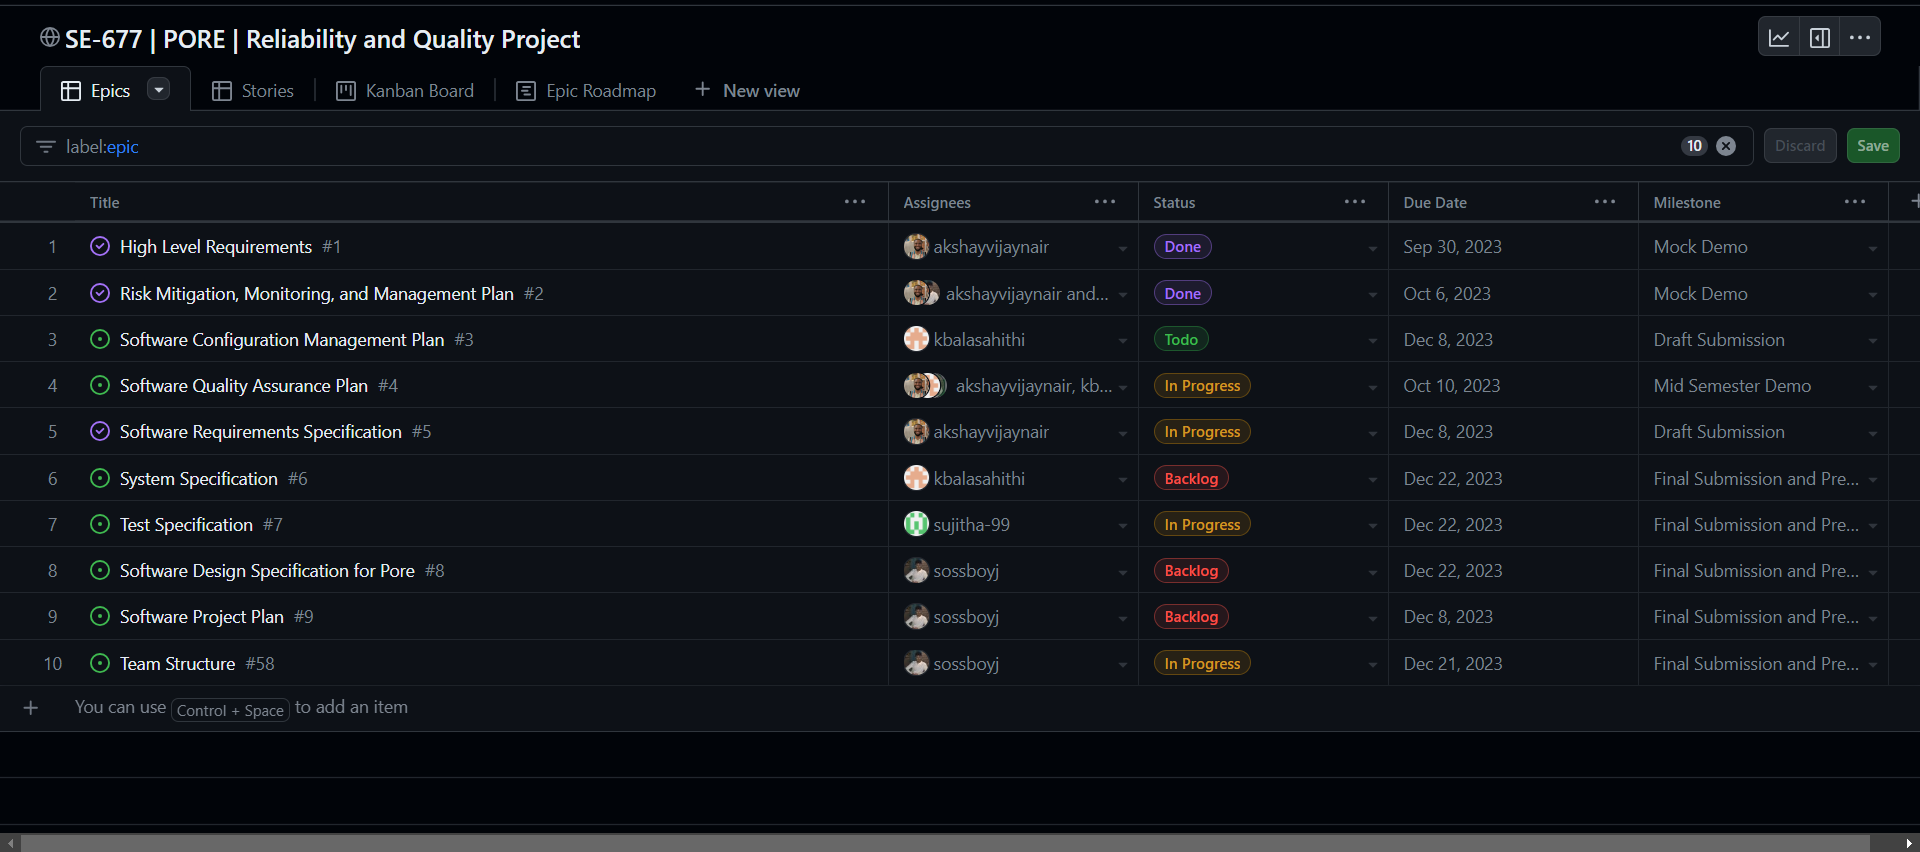 SE-677 | PORE | Reliability and Quality Project
Epics Stories Kanban Board Epic Roadmap + New view
label:epic 10 Discard Save
Title Assignees Status Due Date Milestone
1 High Level Requirements #1 akshayvijaynair Done Sep 30, 2023 Mock Demo
2 Risk Mitigation, Monitoring, and Management Plan #2 akshayvijaynair and... Done Oct 6, 2023 Mock Demo
3 Software Configuration Management Plan #3 kbalasahithi Todo Dec 8, 2023 Draft Submission
4 Software Quality Assurance Plan #4 akshayvijaynair, kb... In Progress Oct 10, 2023 Mid Semester Demo
5 Software Requirements Specification #5 akshayvijaynair In Progress Dec 8, 2023 Draft Submission
6 System Specification #6 kbalasahithi Backlog Dec 22, 2023 Final Submission and Pre...
7 Test Specification #7 sujitha-99 In Progress Dec 22, 2023 Final Submission and Pre...
8 Software Design Specification for Pore #8 sossboyj Backlog Dec 22, 2023 Final Submission and Pre...
9 Software Project Plan #9 sossboyj Backlog Dec 8, 2023 Final Submission and Pre...
10 Team Structure #58 sossboyj In Progress Dec 21, 2023 Final Submission and Pre...
+ You can use Control + Space to add an item